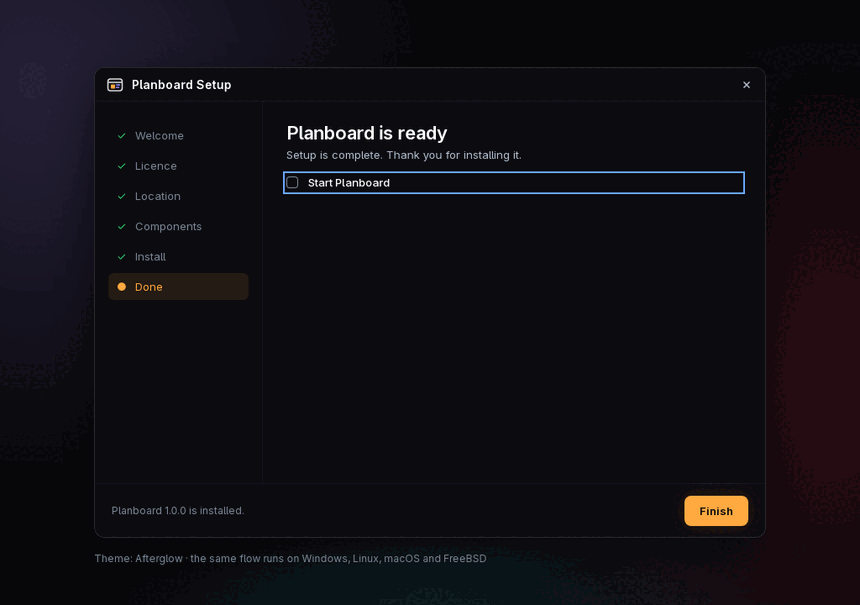 Planboard Setup
Welcome
Licence
Location
Components
Install
Done
Planboard is ready
Setup is complete. Thank you for installing it.
Start Planboard
Planboard 1.0.0 is installed.
Finish
Theme: Afterglow · the same flow runs on Windows, Linux, macOS and FreeBSD